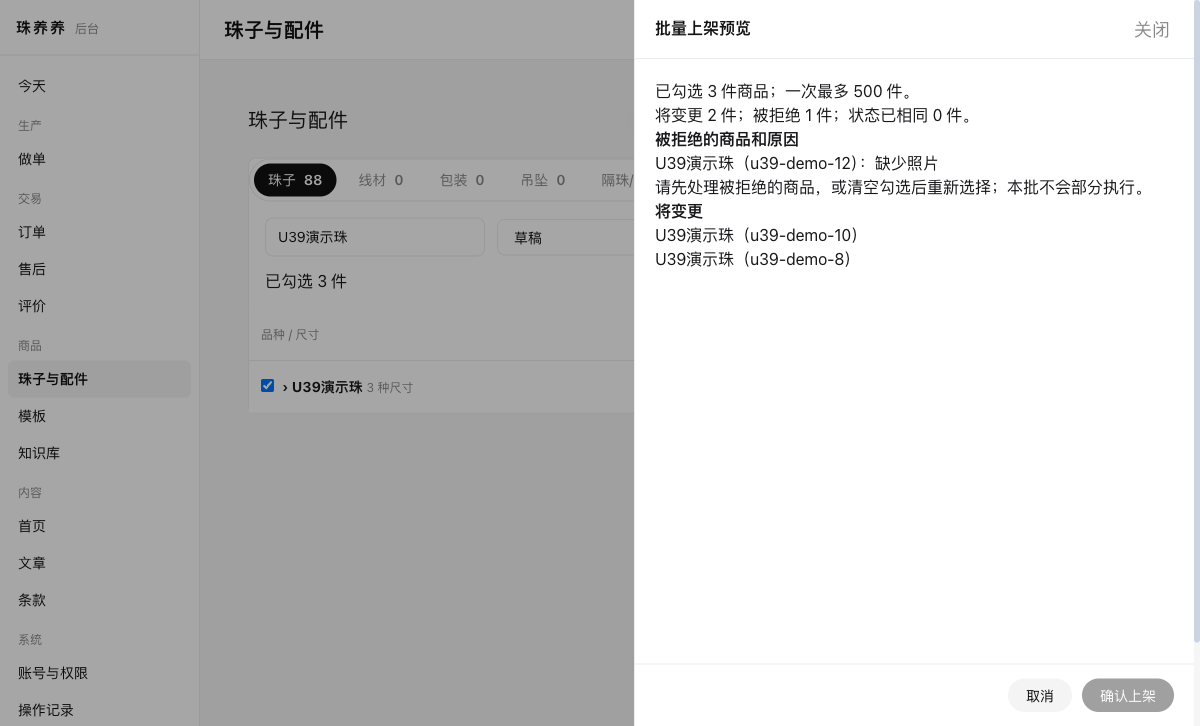 珠养养 后台
今天
生产
做单
交易
订单
售后
评价
商品
珠子与配件
模板
知识库
内容
首页
文章
条款
系统
账号与权限
操作记录
珠子与配件
珠子与配件
珠子 88 线材 0 包装 0 吊坠 0 隔珠/
U39演示珠 草稿
已勾选 3 件
品种 / 尺寸
› U39演示珠 3 种尺寸
批量上架预览 关闭
已勾选 3 件商品；一次最多 500 件。
将变更 2 件；被拒绝 1 件；状态已相同 0 件。
被拒绝的商品和原因
U39演示珠（u39-demo-12）：缺少照片
请先处理被拒绝的商品，或清空勾选后重新选择；本批不会部分执行。
将变更
U39演示珠（u39-demo-10）
U39演示珠（u39-demo-8）
取消 确认上架